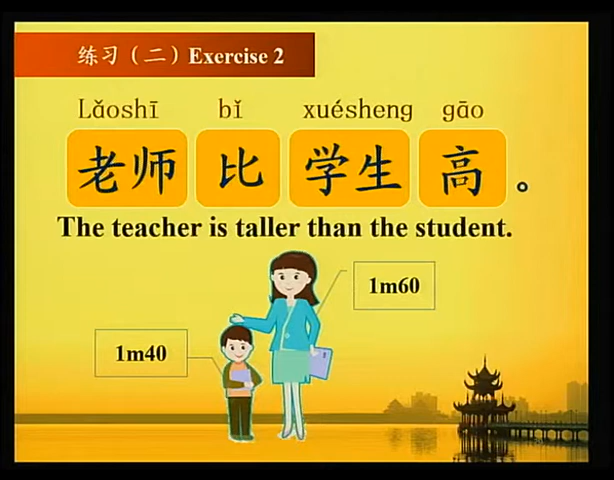 练习（二）Exercise 2
Lǎoshī bǐ xuésheng gāo
老师 比 学生 高 。
The teacher is taller than the student.
1m60
1m40